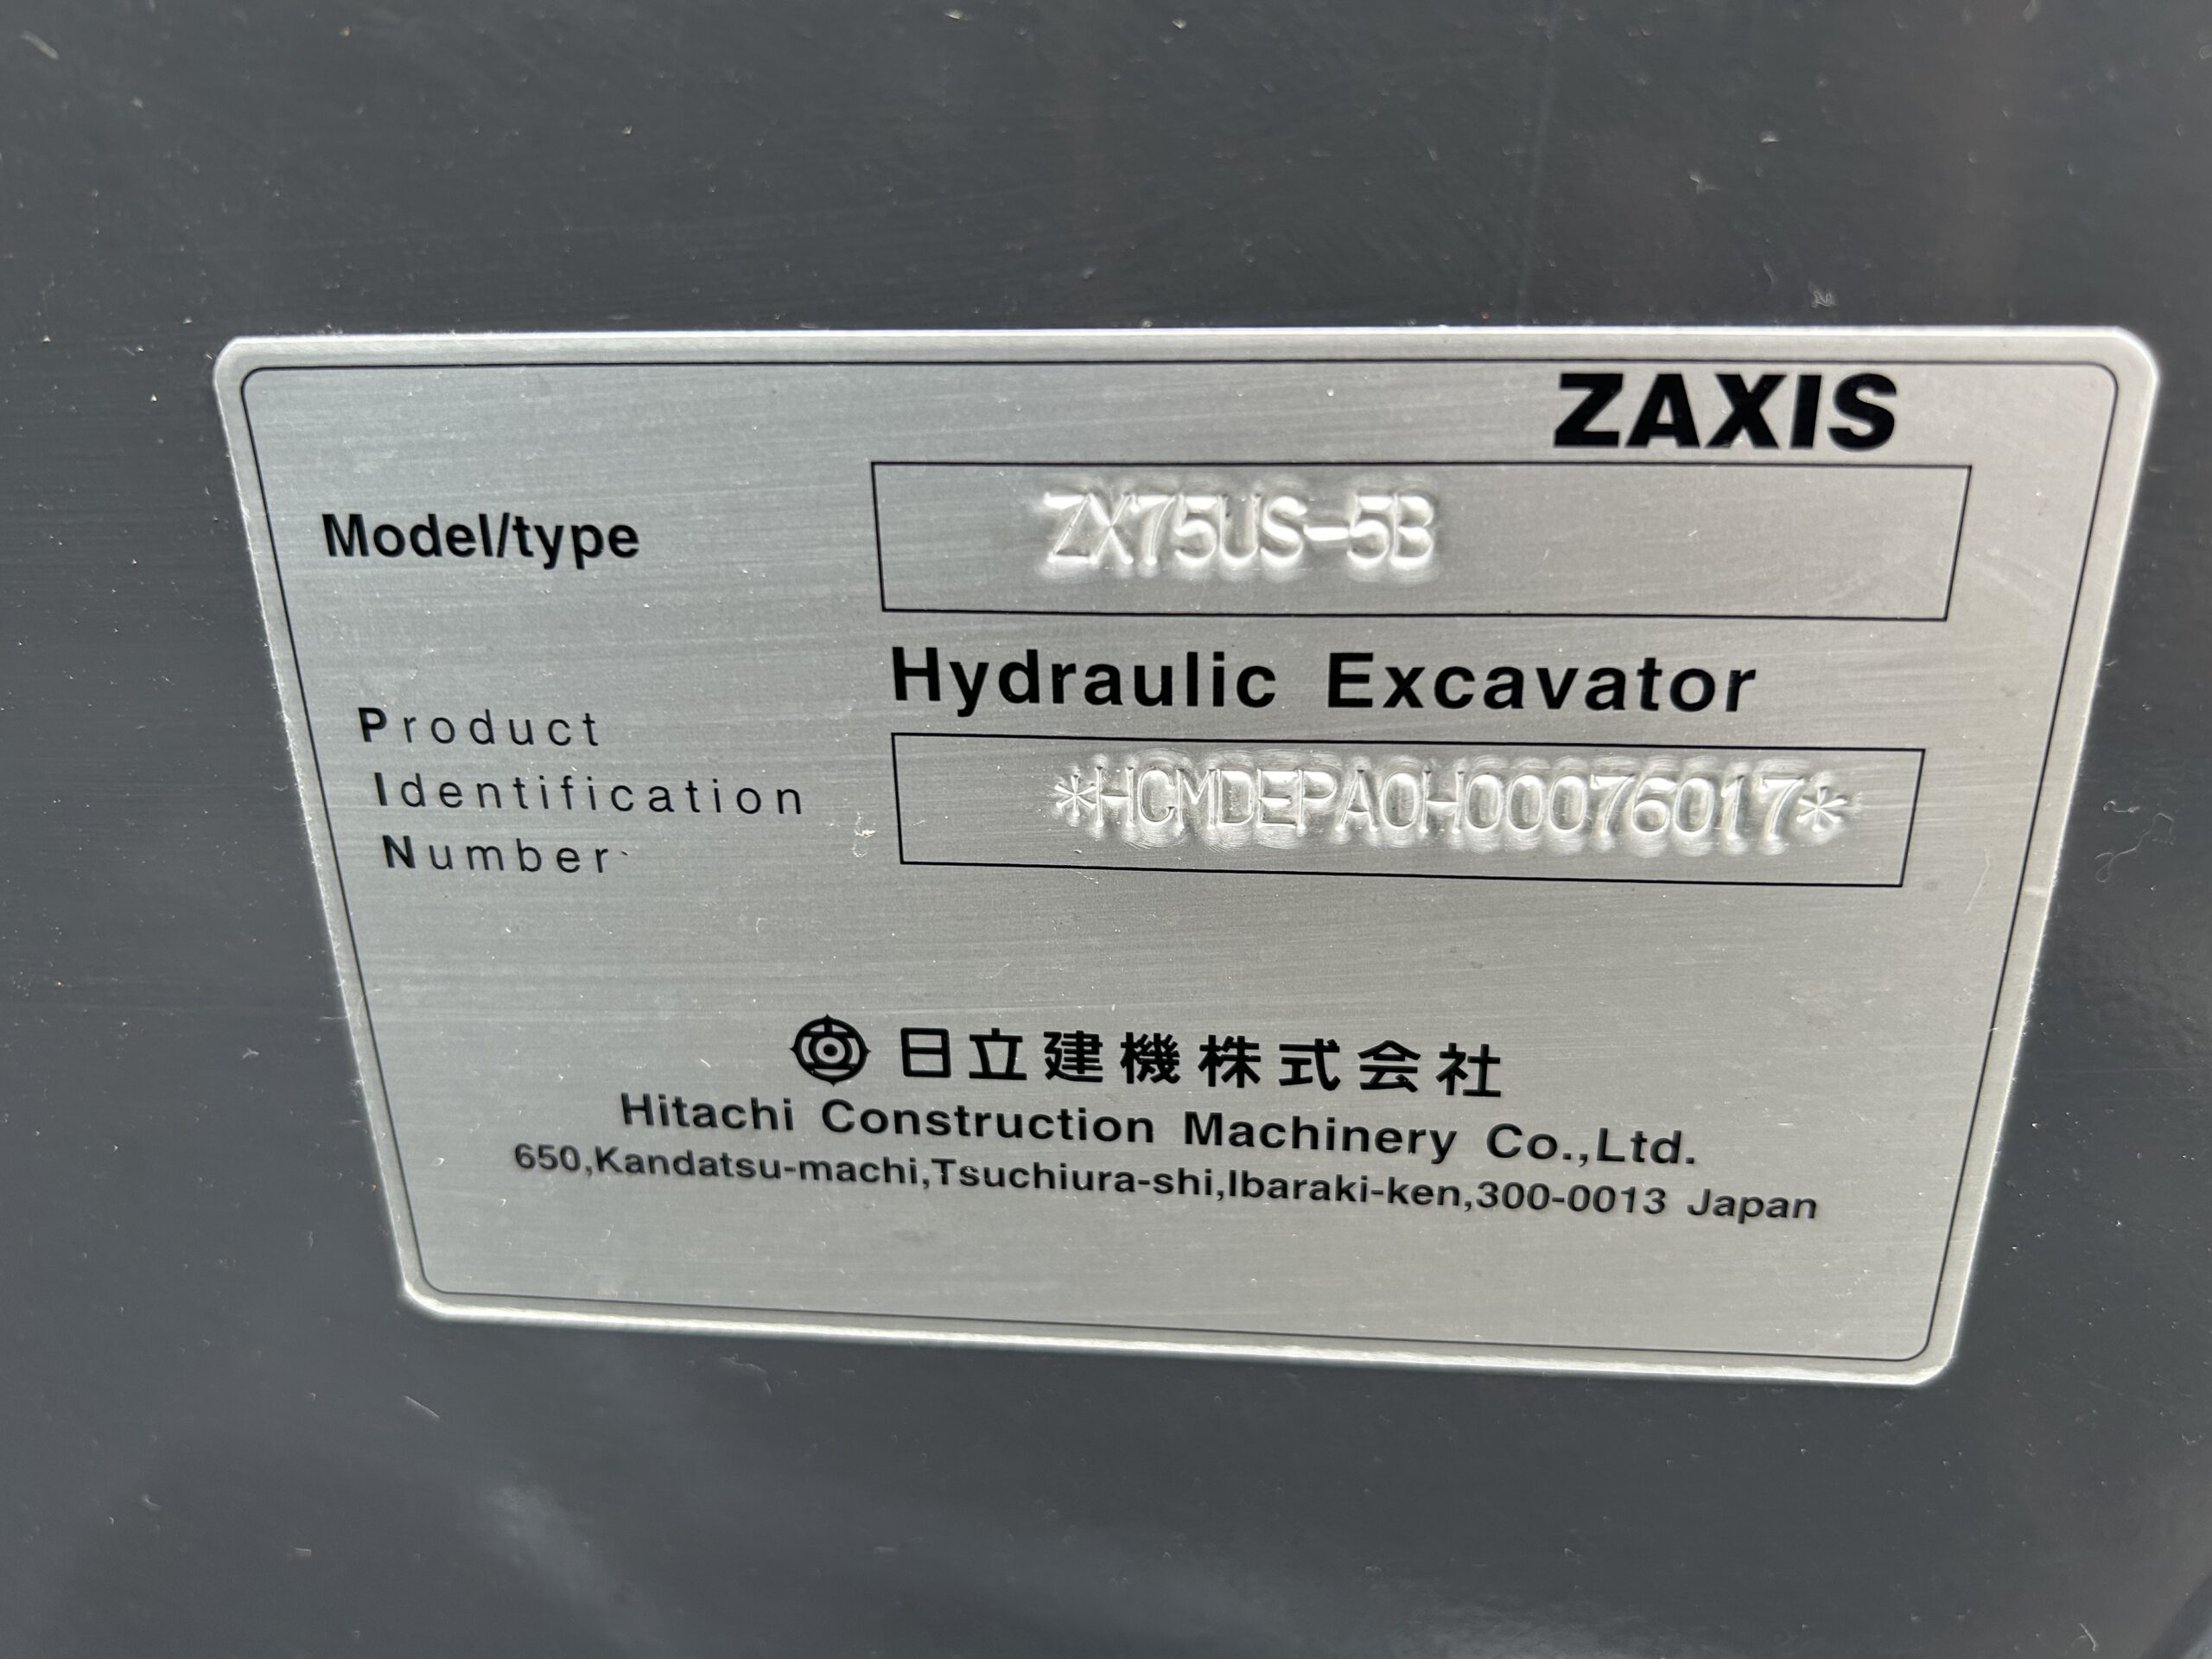 ZAXIS
Model/type ZX75US-5B
Hydraulic Excavator
Product
Identification *HCMDEPA0H00076017*
Number
日立建機株式会社
Hitachi Construction Machinery Co.,Ltd.
650,Kandatsu-machi,Tsuchiura-shi,Ibaraki-ken,300-0013 Japan